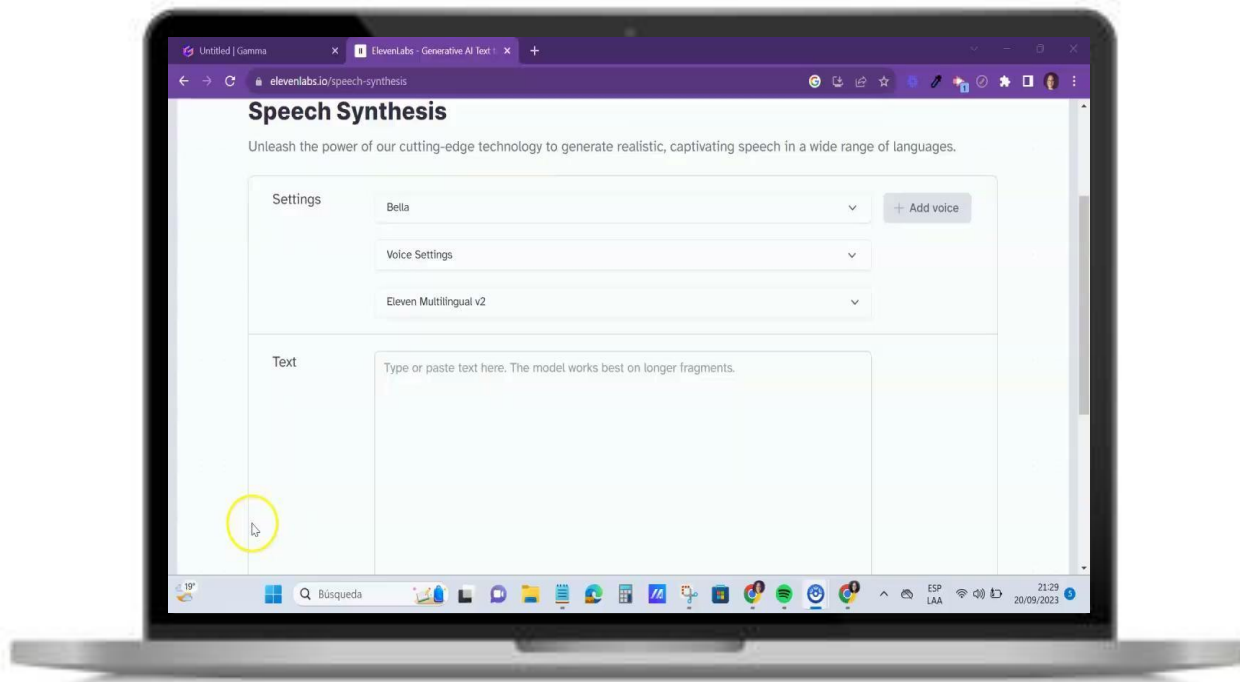 Untitled | Gamma
ElevenLabs - Generative AI Text t
elevenlabs.io/speech-synthesis
Speech Synthesis
Unleash the power of our cutting-edge technology to generate realistic, captivating speech in a wide range of languages.
Settings
Bella
+ Add voice
Voice Settings
Eleven Multilingual v2
Text
Type or paste text here. The model works best on longer fragments.
19°
Búsqueda
ESP
LAA
21:29
20/09/2023
5
1